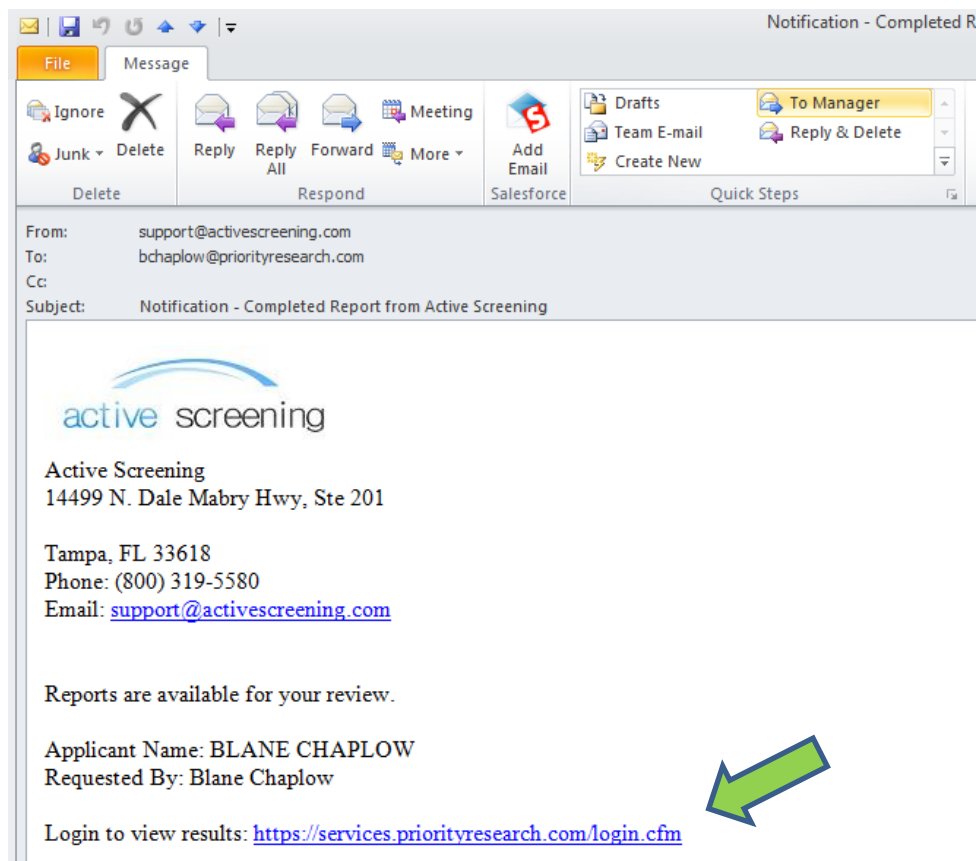 Notification - Completed R
File Message
Ignore
Junk
Delete
Reply
Reply All
Forward
Meeting
More
Add Email
Drafts
Team E-mail
Create New
To Manager
Reply & Delete
Delete
Respond
Salesforce
Quick Steps
From: support@activescreening.com
To: bchaplow@priorityresearch.com
Cc:
Subject: Notification - Completed Report from Active Screening
active screening
Active Screening
14499 N. Dale Mabry Hwy, Ste 201
Tampa, FL 33618
Phone: (800) 319-5580
Email: support@activescreening.com
Reports are available for your review.
Applicant Name: BLANE CHAPLOW
Requested By: Blane Chaplow
Login to view results: https://services.priorityresearch.com/login.cfm